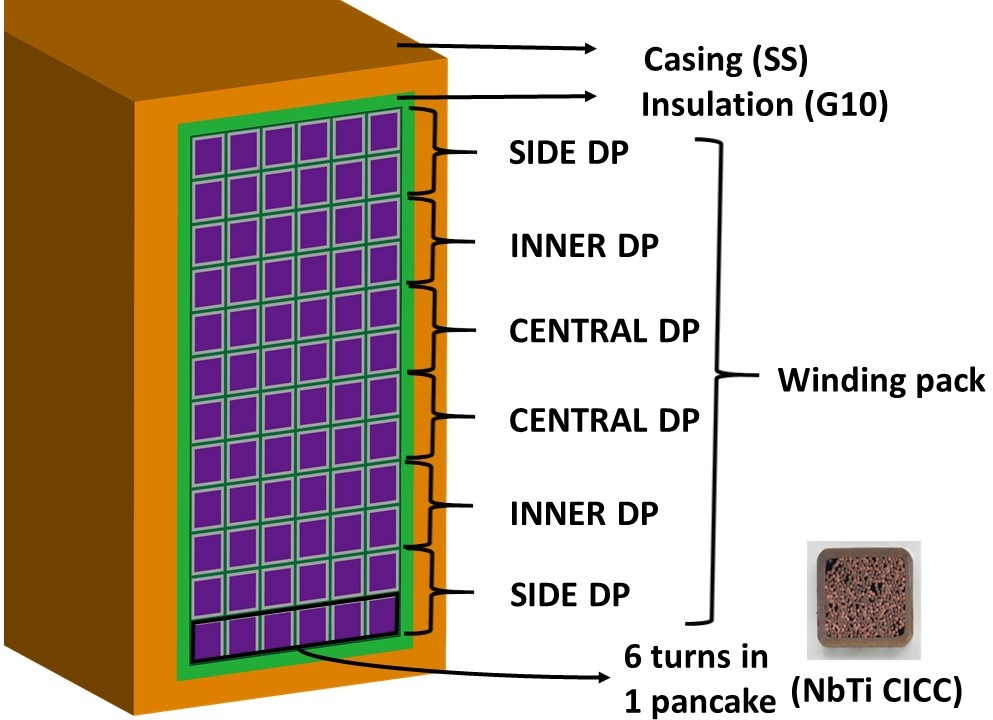 Casing (SS)
Insulation (G10)
SIDE DP
INNER DP
CENTRAL DP
Winding pack
CENTRAL DP
INNER DP
SIDE DP
6 turns in
1 pancake
(NbTi CICC)